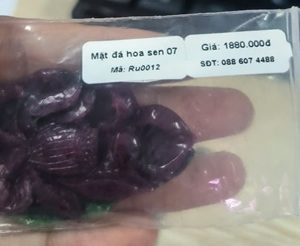 Mặt đá hoa sen 07
Mã: Ru0012
Giá: 1880.000đ
SĐT: 088 607 4488